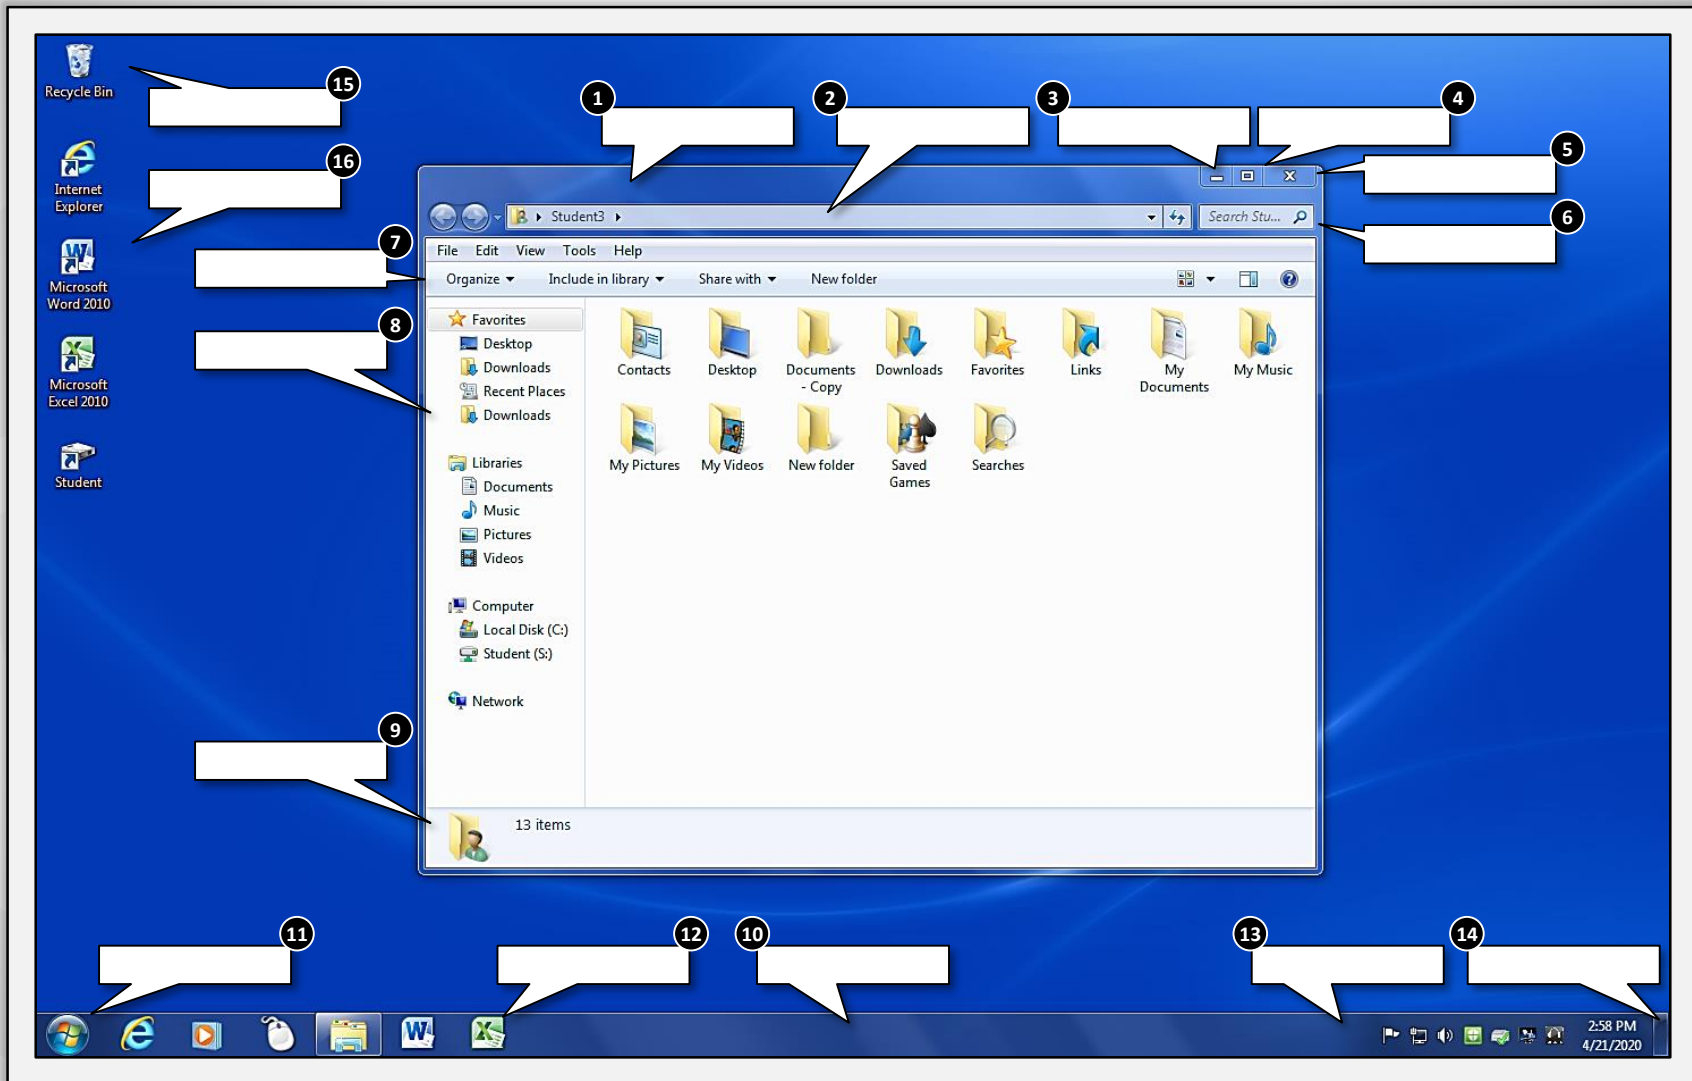 Recycle Bin
15
1
2
3
4
Internet
Explorer
16
5
Student3
Search Stu...
6
Microsoft
Word 2010
7
File Edit View Tools Help
Organize Include in library Share with New folder
8
Microsoft
Excel 2010
Student
Favorites
Desktop
Downloads
Recent Places
Downloads
Libraries
Documents
Music
Pictures
Videos
Computer
Local Disk (C:)
Student (S:)
Network
Contacts
Desktop
Documents
- Copy
Downloads
Favorites
Links
My
Documents
My Music
My Pictures
My Videos
New folder
Saved
Games
Searches
9
13 items
11
12
10
13
14
2:58 PM
4/21/2020